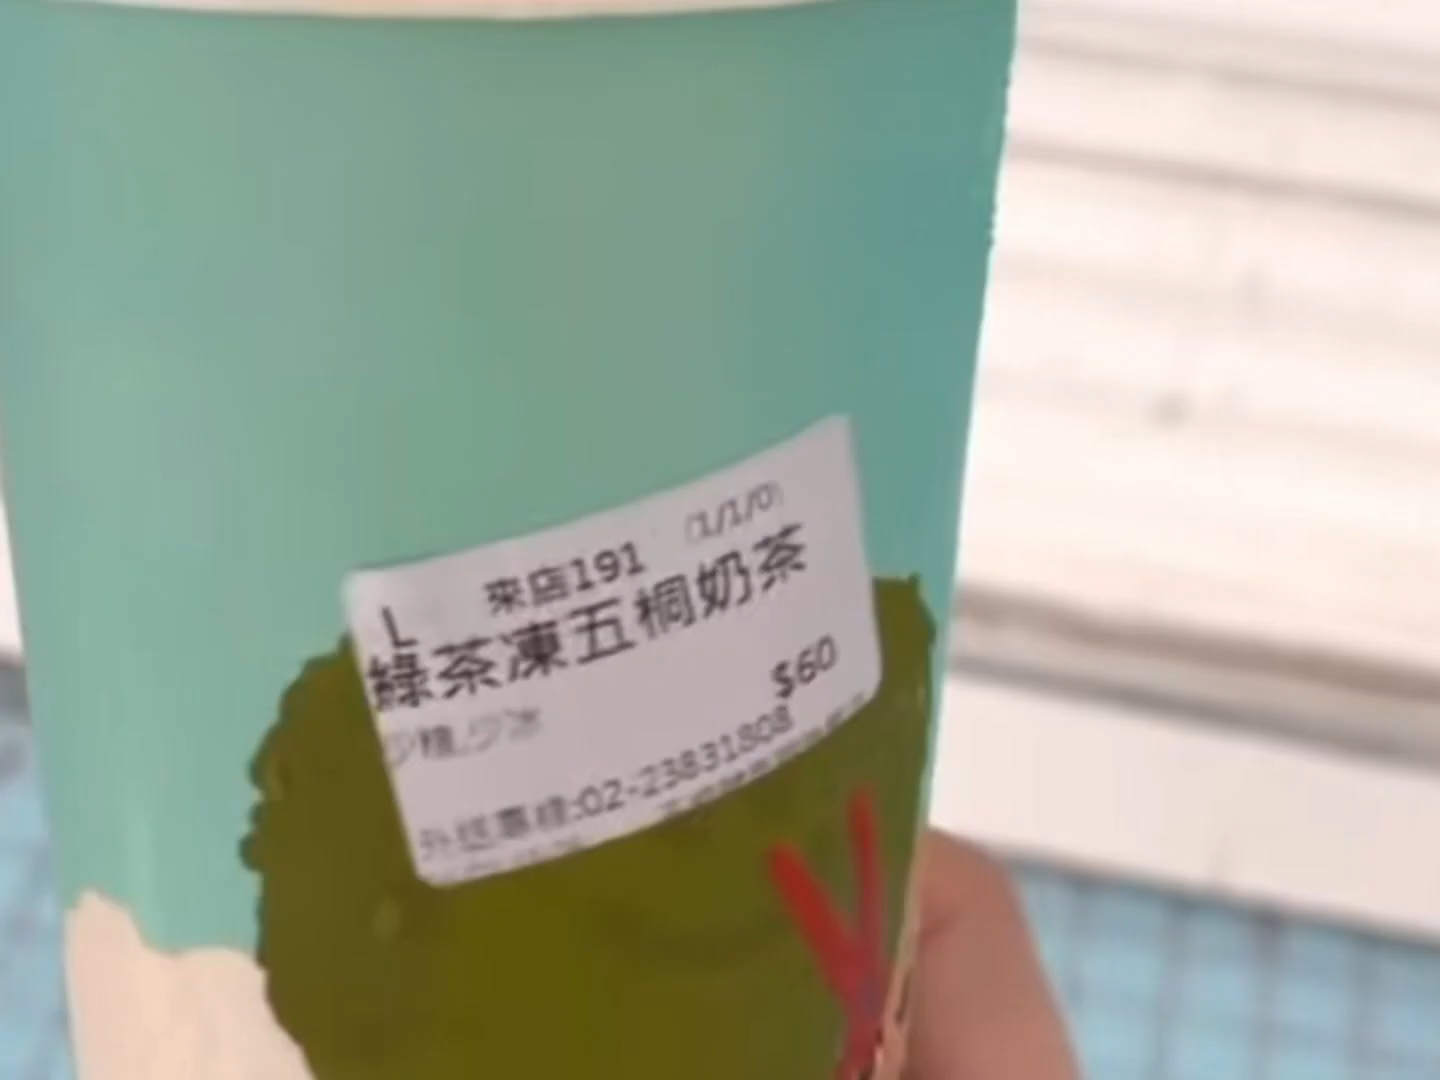 來店191 (1/1/0)
L
綠茶凍五桐奶茶
$60
少糖,少冰
外送專線:02-23831808